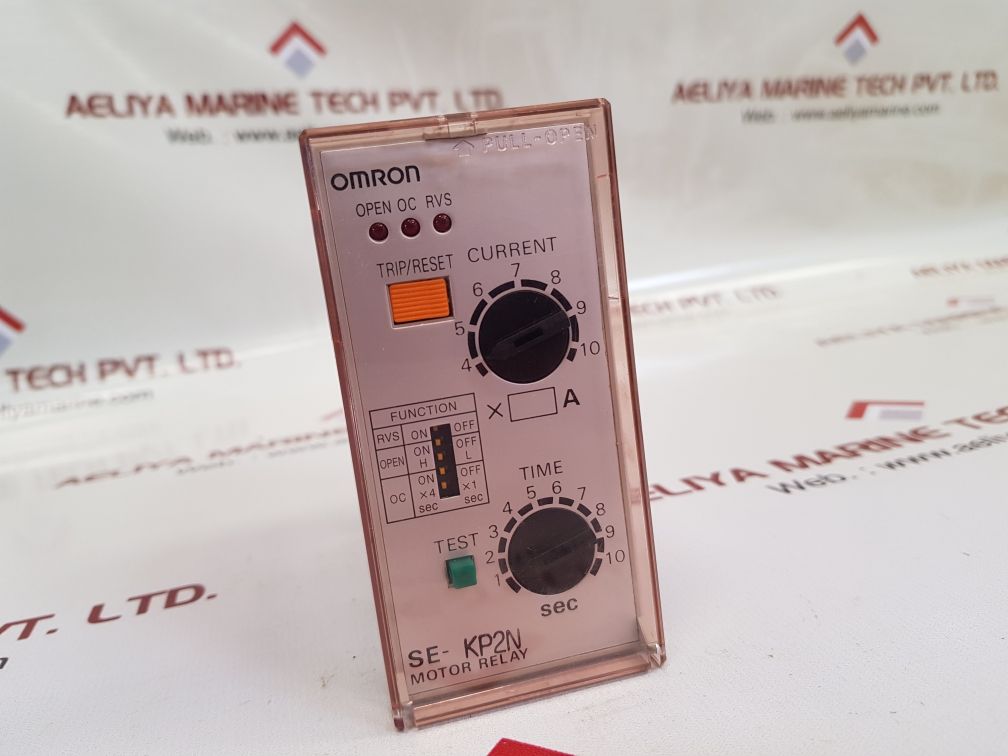 AELIYA MARINE TECH PVT. LTD.
Web. : www.aeliyamarine.com
AELIYA MARINE TECH PVT. LTD.
Web. : www.aeliyamarine.com
PULL-OPEN
OMRON
OPEN OC RVS
TRIP/RESET
CURRENT
4 5 6 7 8 9 10
× A
FUNCTION
RVS ON OFF
OPEN ON OFF
H L
OC ON OFF
×4 ×1
sec sec
TIME
1 2 3 4 5 6 7 8 9 10
sec
TEST
SE- KP2N
MOTOR RELAY
TECH PVT. LTD.
AELIYA MARINE
Web. : www.
T. LTD.